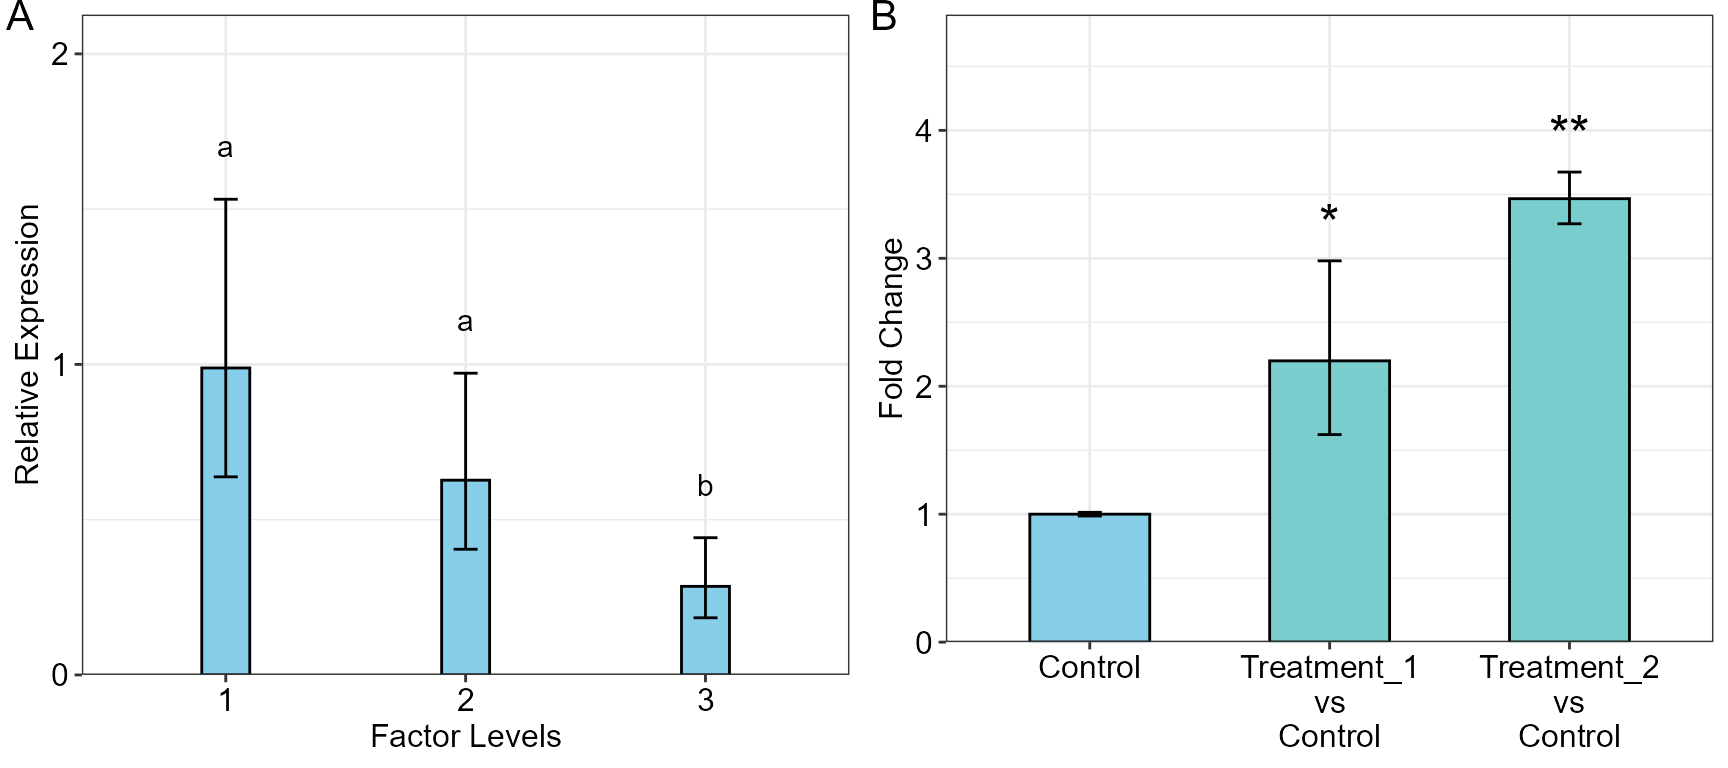 A
2
1
0
Relative Expression
a
a
b
1
2
3
Factor Levels
B
4
3
2
1
0
Fold Change
*
**
Control
Treatment_1
vs
Control
Treatment_2
vs
Control